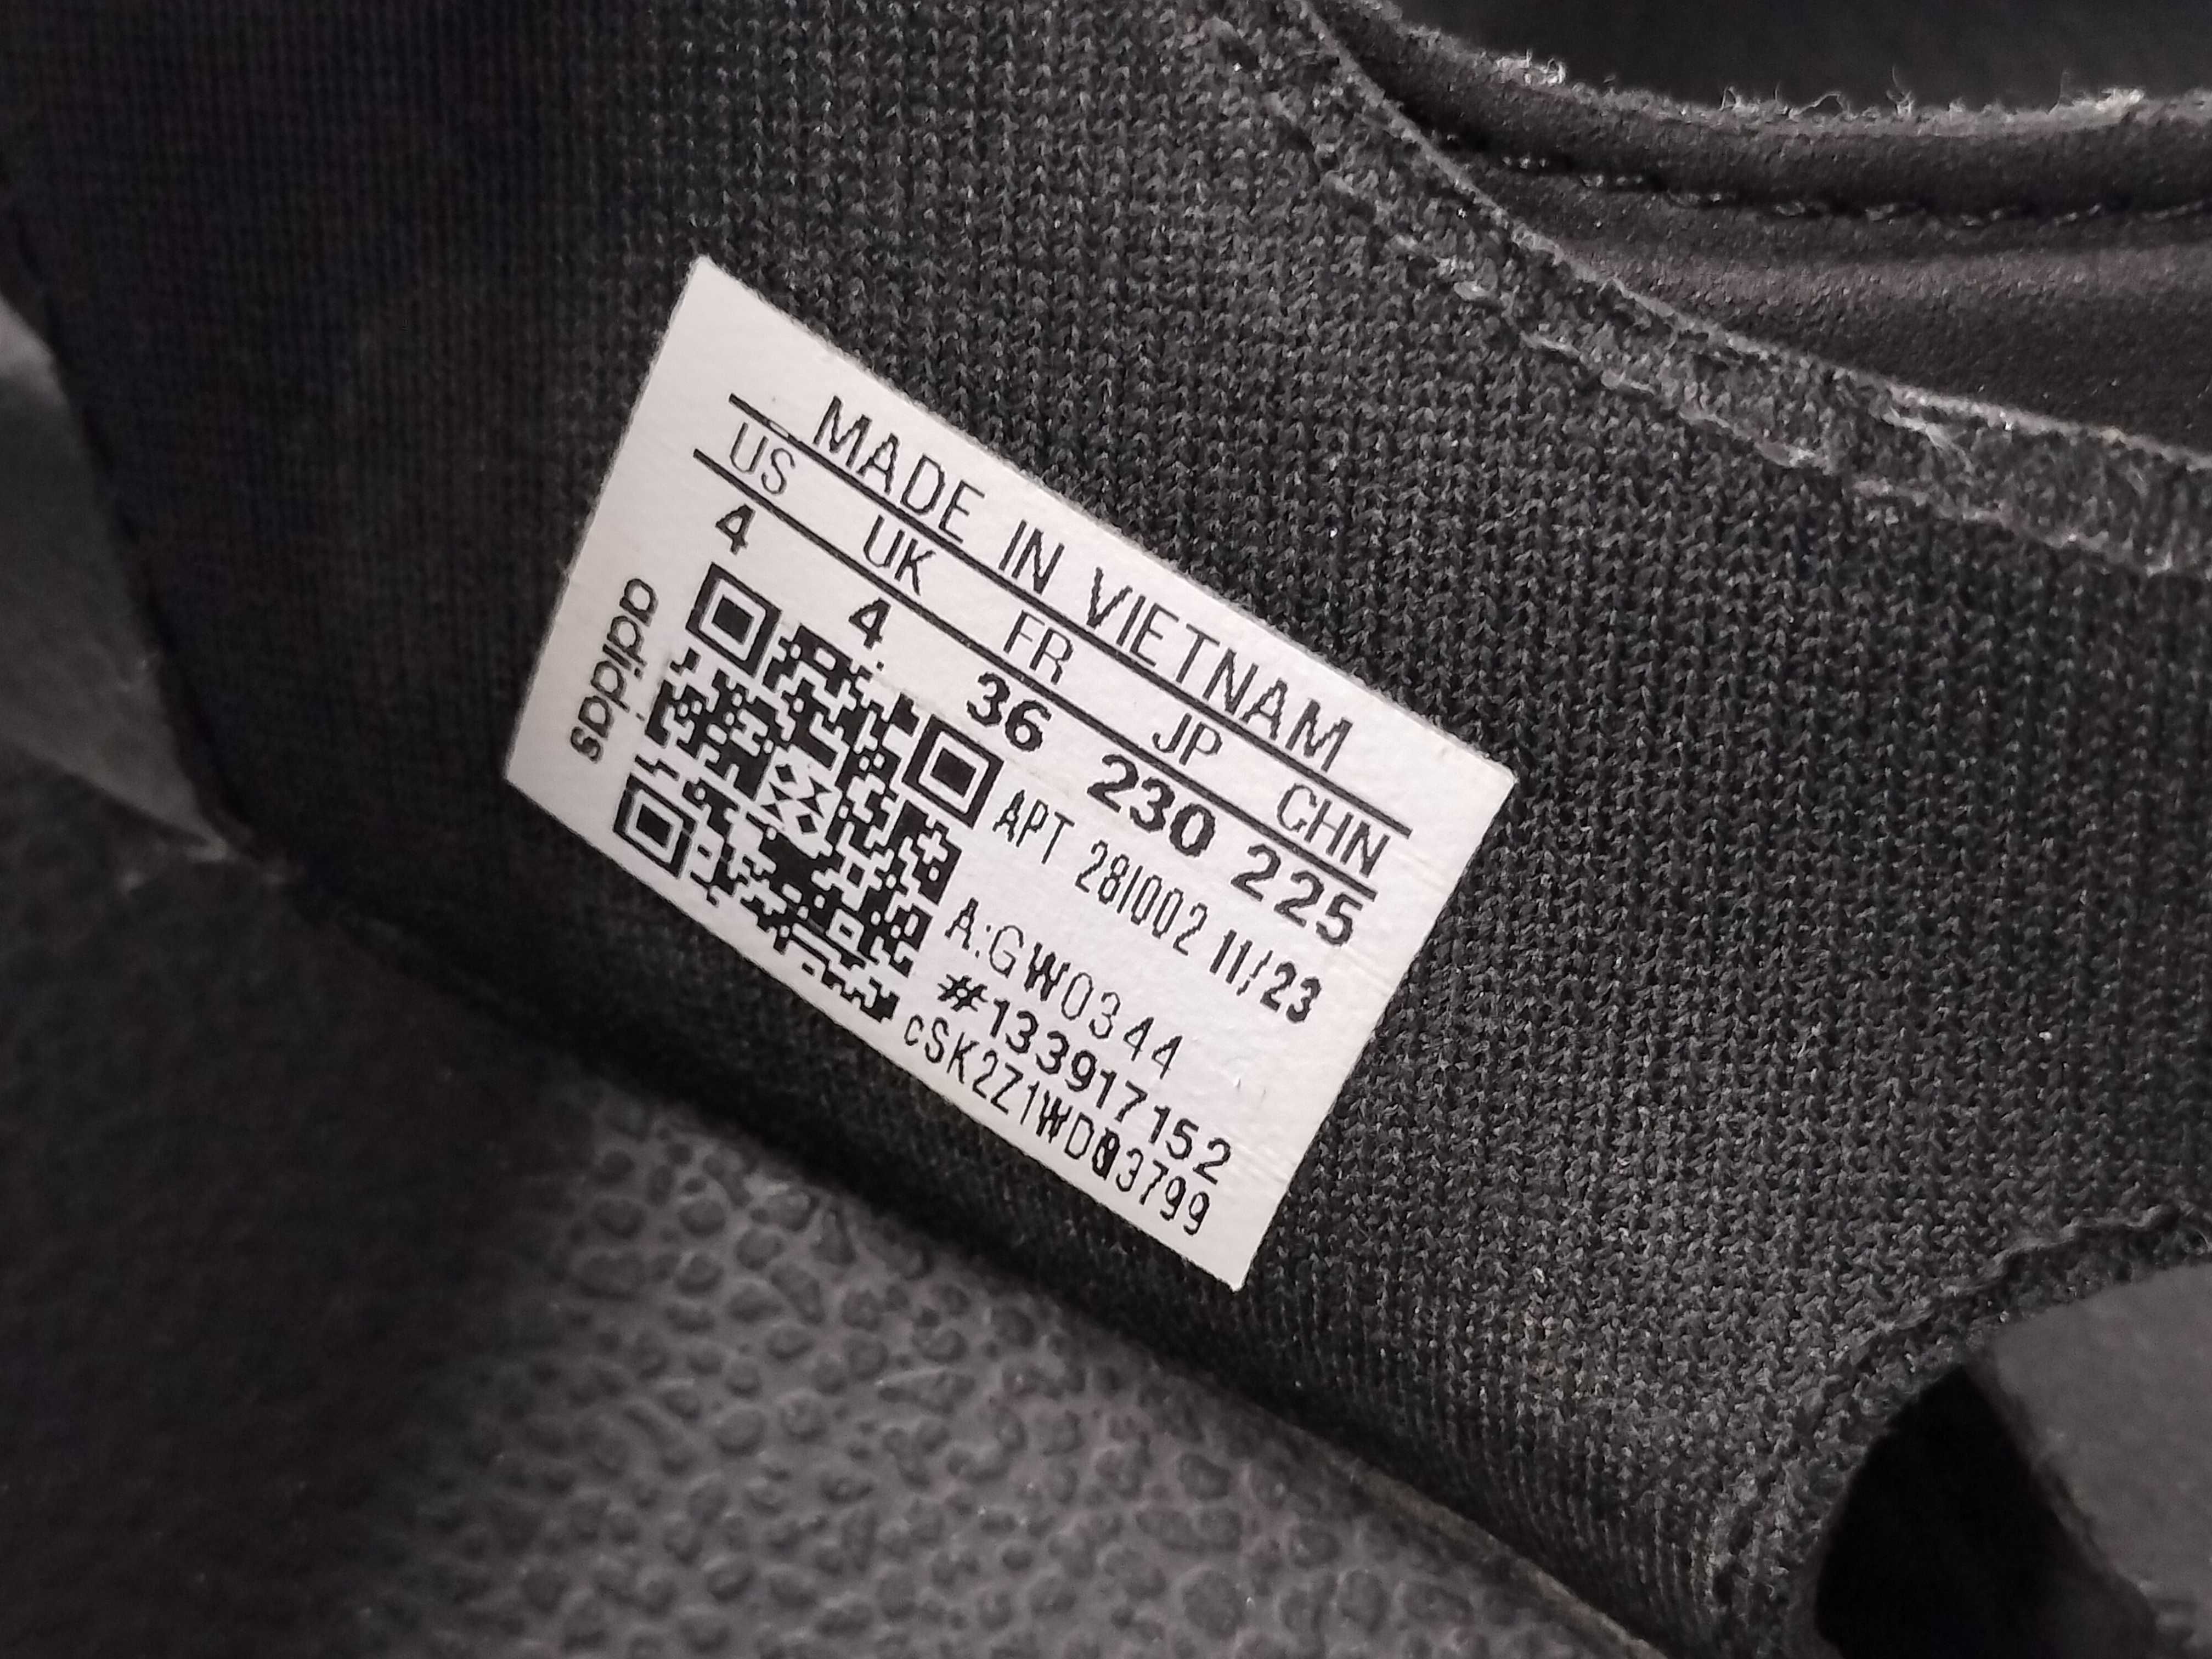 MADE IN VIETNAM
US UK FR JP CHN
4 4 36 230 225
APT 281002 11/23
A:GW0344
#133917152
adidas